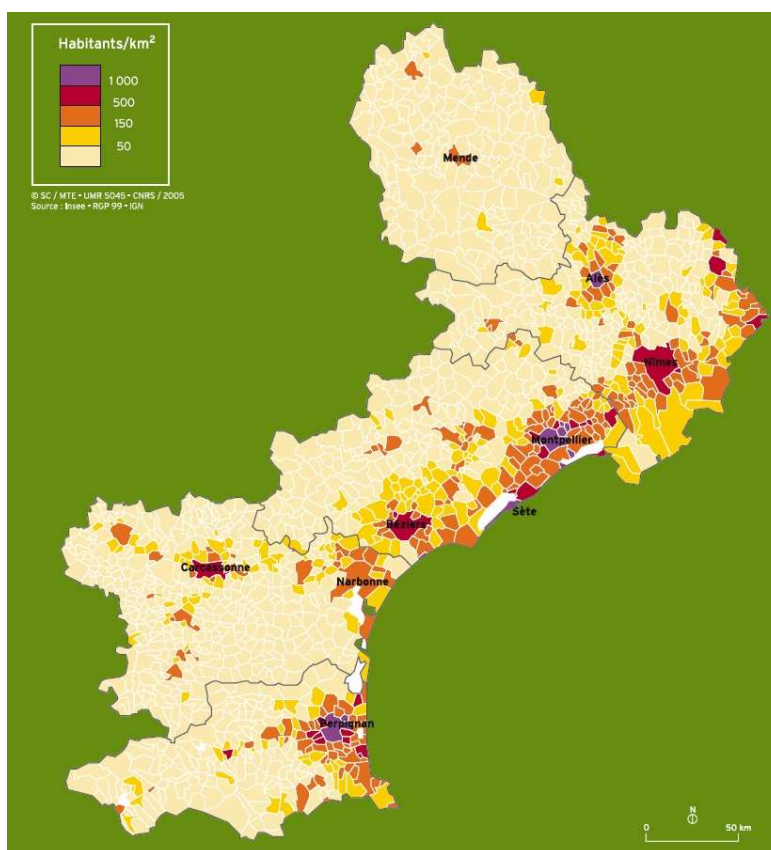 Habitants/km²
1 000
500
150
50
© SC / MTE - UMR 5045 - CNRS / 2005
Source : Insee - RGP 99 - IGN
Mende
Alès
Nîmes
Montpellier
Sète
Béziers
Carcassonne
Narbonne
Perpignan
N
0 50 km